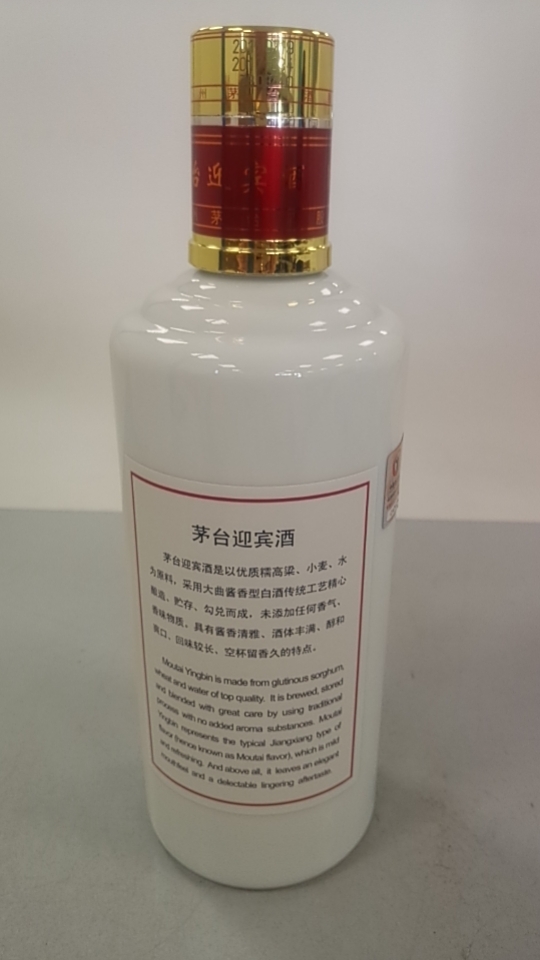 台迎宾酒
茅
茅台迎宾酒
茅台迎宾酒是以优质糯高粱、小麦、水
为原料，采用大曲酱香型白酒传统工艺精心
酿造、贮存、勾兑而成，未添加任何香气、
香味物质。具有酱香清雅、酒体丰满、醇和
爽口、回味较长、空杯留香久的特点。
Moutai Yingbin is made from glutinous sorghum,
wheat and water of top quality. It is brewed, stored
and blended with great care by using traditional
process with no added aroma substances. Moutai
Yingbin represents the typical Jiangxiang type of
flavor (hence known as Moutai flavor), which is mild
and refreshing. And above all, it leaves an elegant
mouthfeel and a delectable lingering aftertaste.